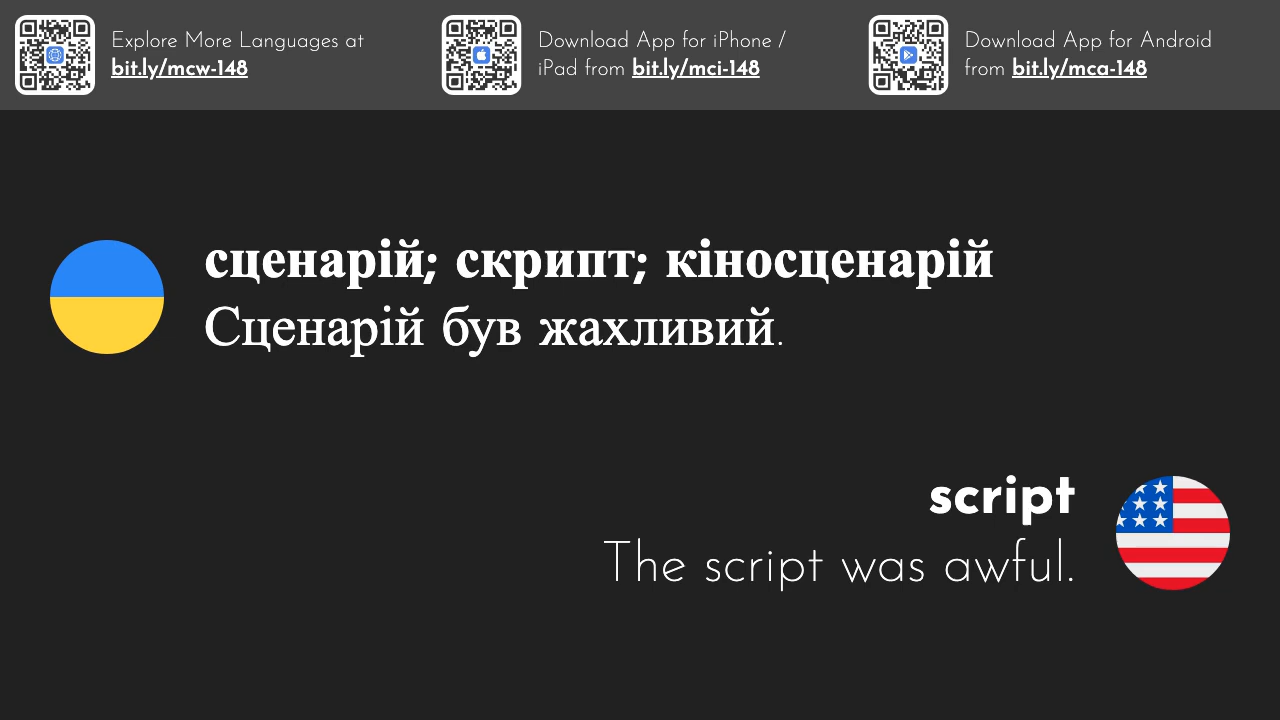 Explore More Languages at
bit.ly/mcw-148
Download App for iPhone /
iPad from bit.ly/mci-148
Download App for Android
from bit.ly/mca-148
сценарій; скрипт; кіносценарій
Сценарій був жахливий.
script
The script was awful.